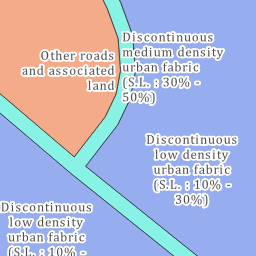 Other roads
and associated
land
Discontinuous
medium density
urban fabric
(S.L. : 30% -
50%)
Discontinuous
low density
urban fabric
(S.L. : 10% -
30%)
Discontinuous
low density
urban fabric
(S.L. : 10% -